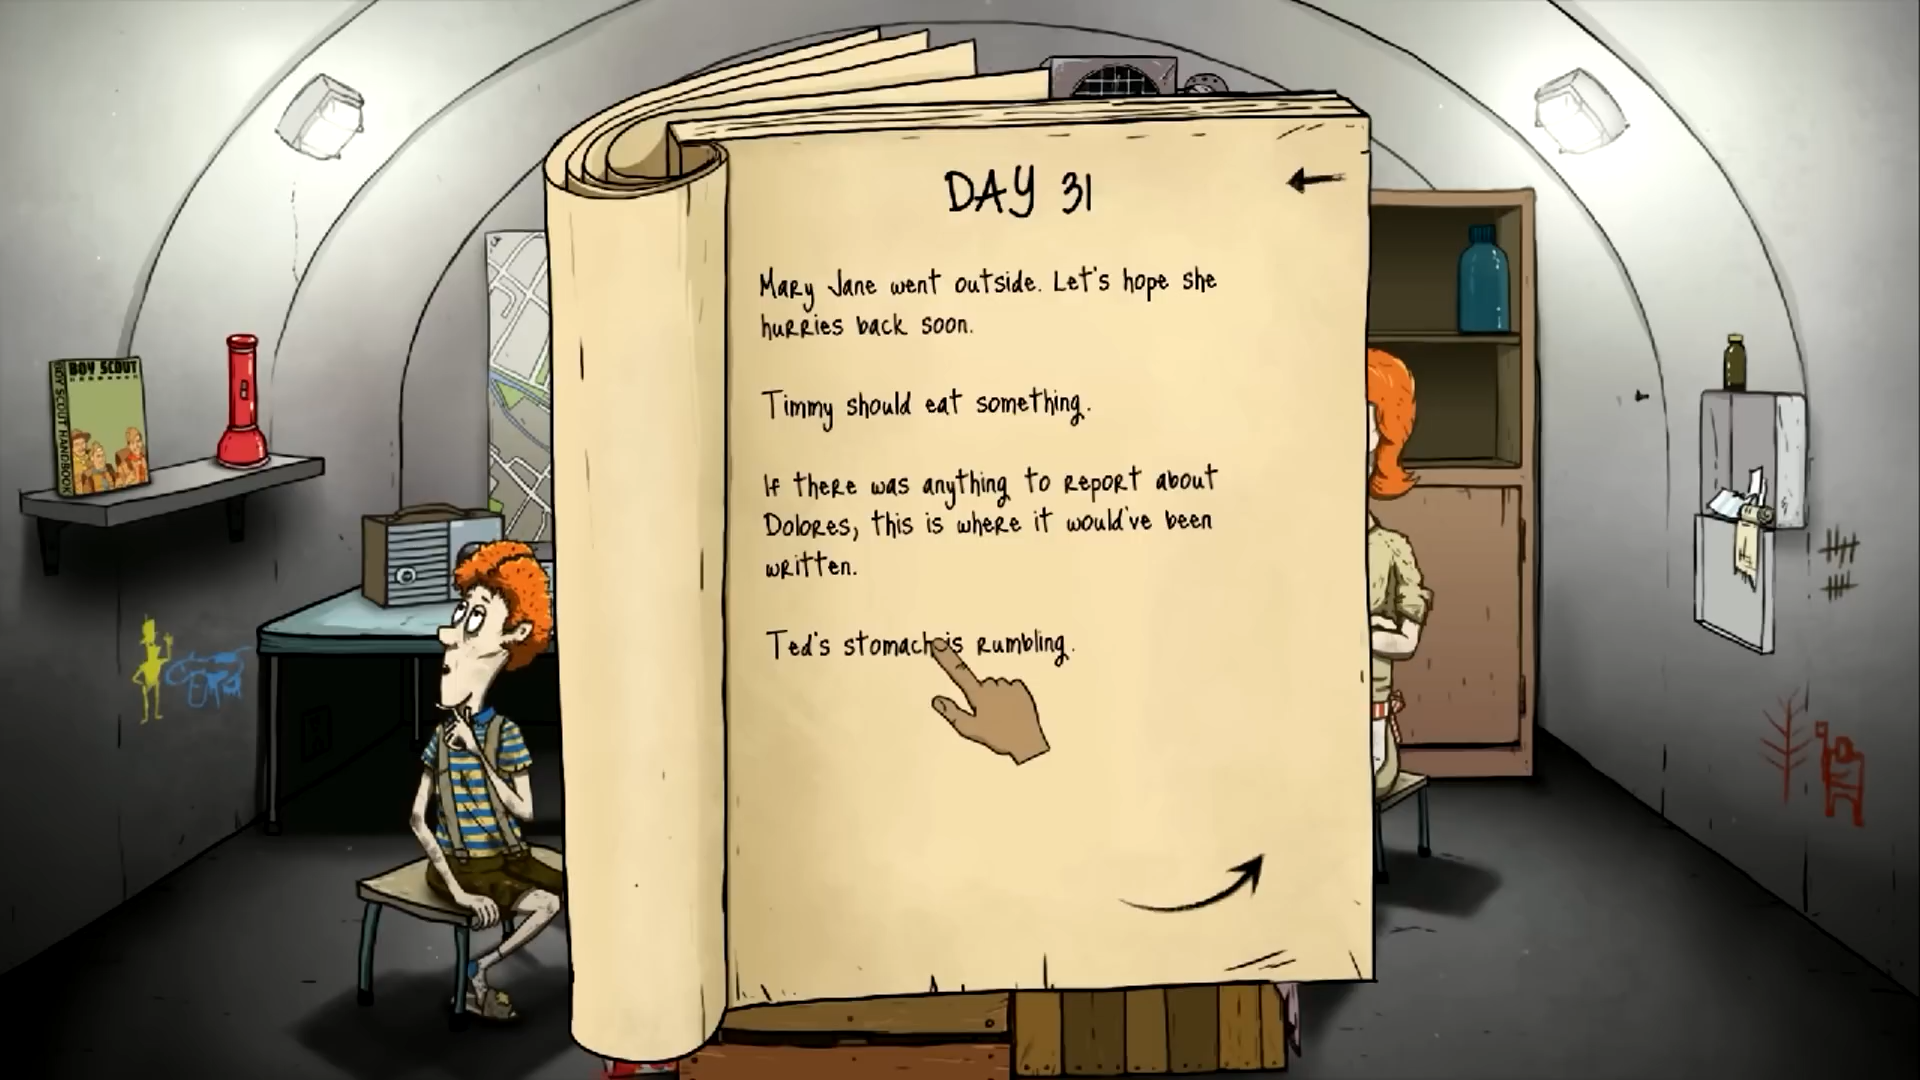 DAY 31
Mary Jane went outside. Let's hope she
hurries back soon.
Timmy should eat something.
If there was anything to report about
Dolores, this is where it would've been
written.
Ted's stomach is rumbling.
BOY SCOUT
BOY SCOUT HANDBOOK